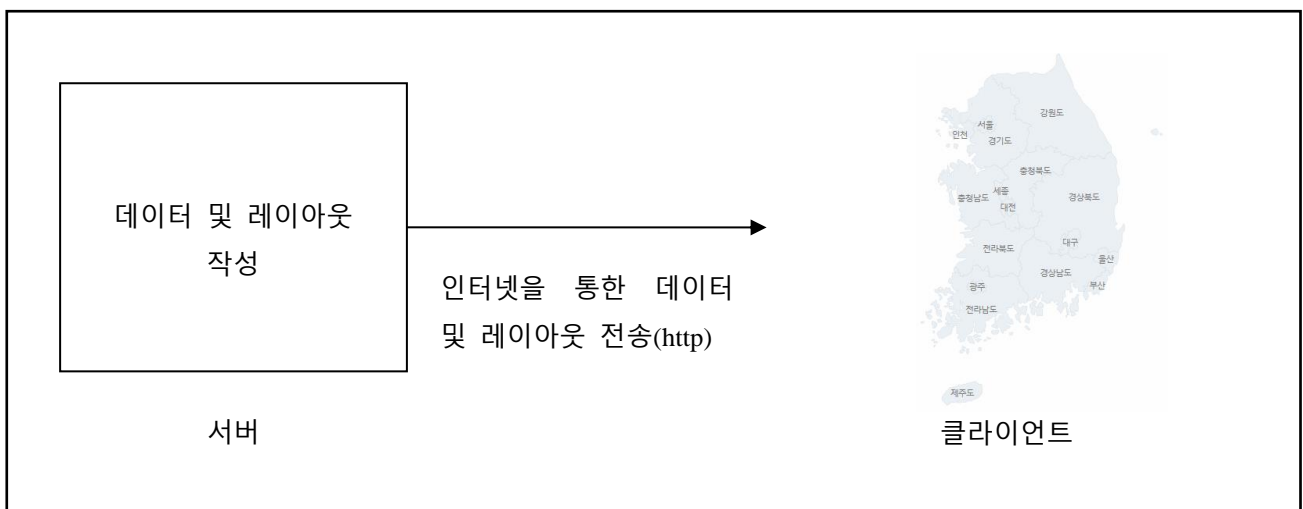 데이터 및 레이아웃
작성
인터넷을 통한 데이터
및 레이아웃 전송(http)
서버
강원도
서울
인천
경기도
충청북도
충청남도
세종
대전
경상북도
전라북도
대구
울산
경상남도
부산
광주
전라남도
제주도
클라이언트